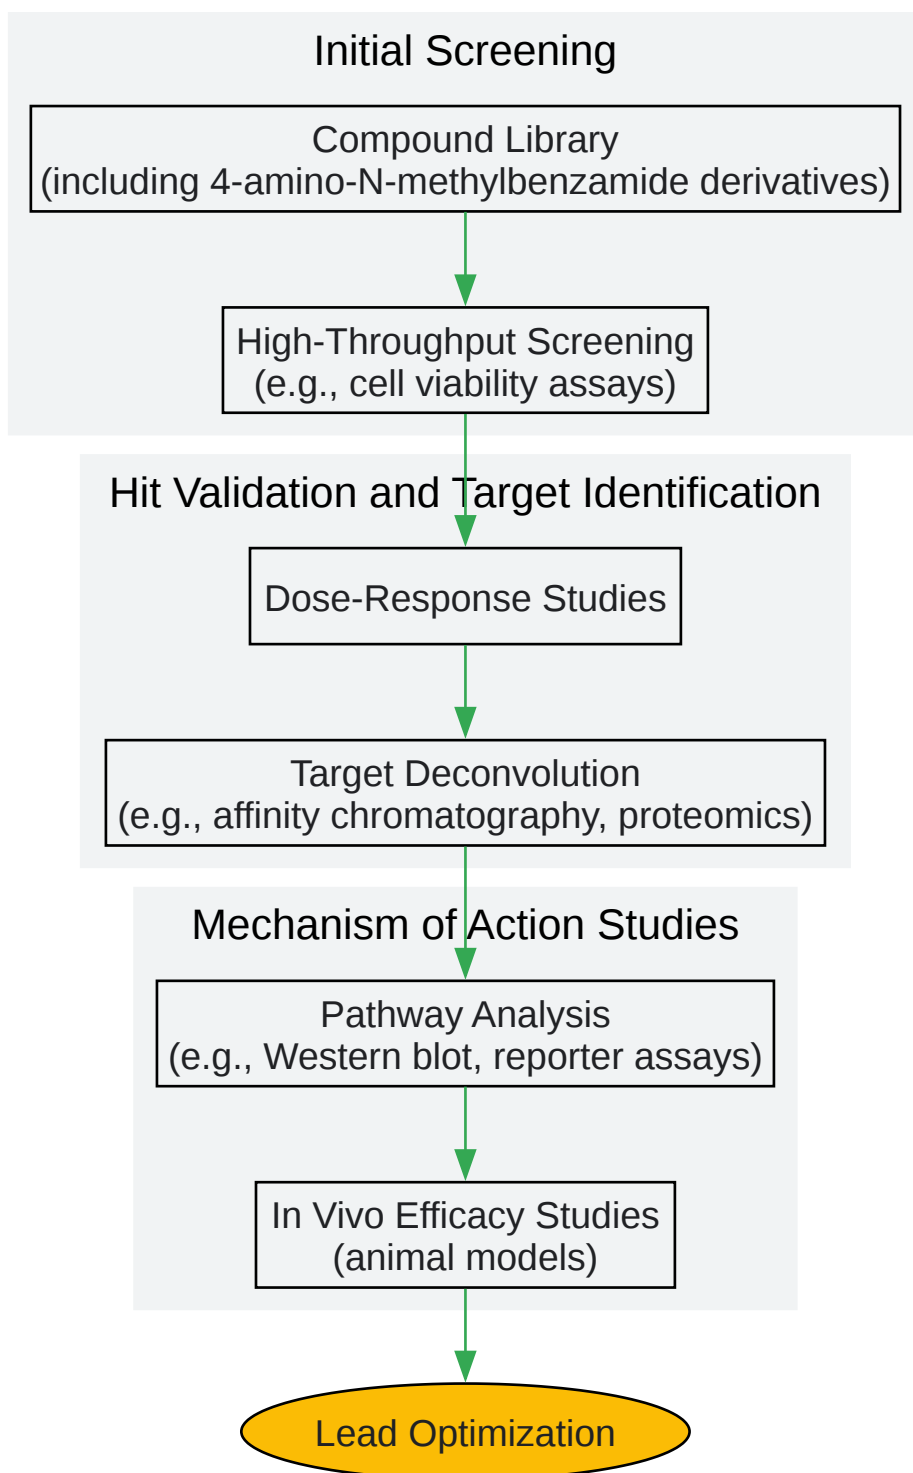 Initial Screening
Compound Library
(including 4-amino-N-methylbenzamide derivatives)
High-Throughput Screening
(e.g., cell viability assays)
Hit Validation and Target Identification
Dose-Response Studies
Target Deconvolution
(e.g., affinity chromatography, proteomics)
Mechanism of Action Studies
Pathway Analysis
(e.g., Western blot, reporter assays)
In Vivo Efficacy Studies
(animal models)
Lead Optimization